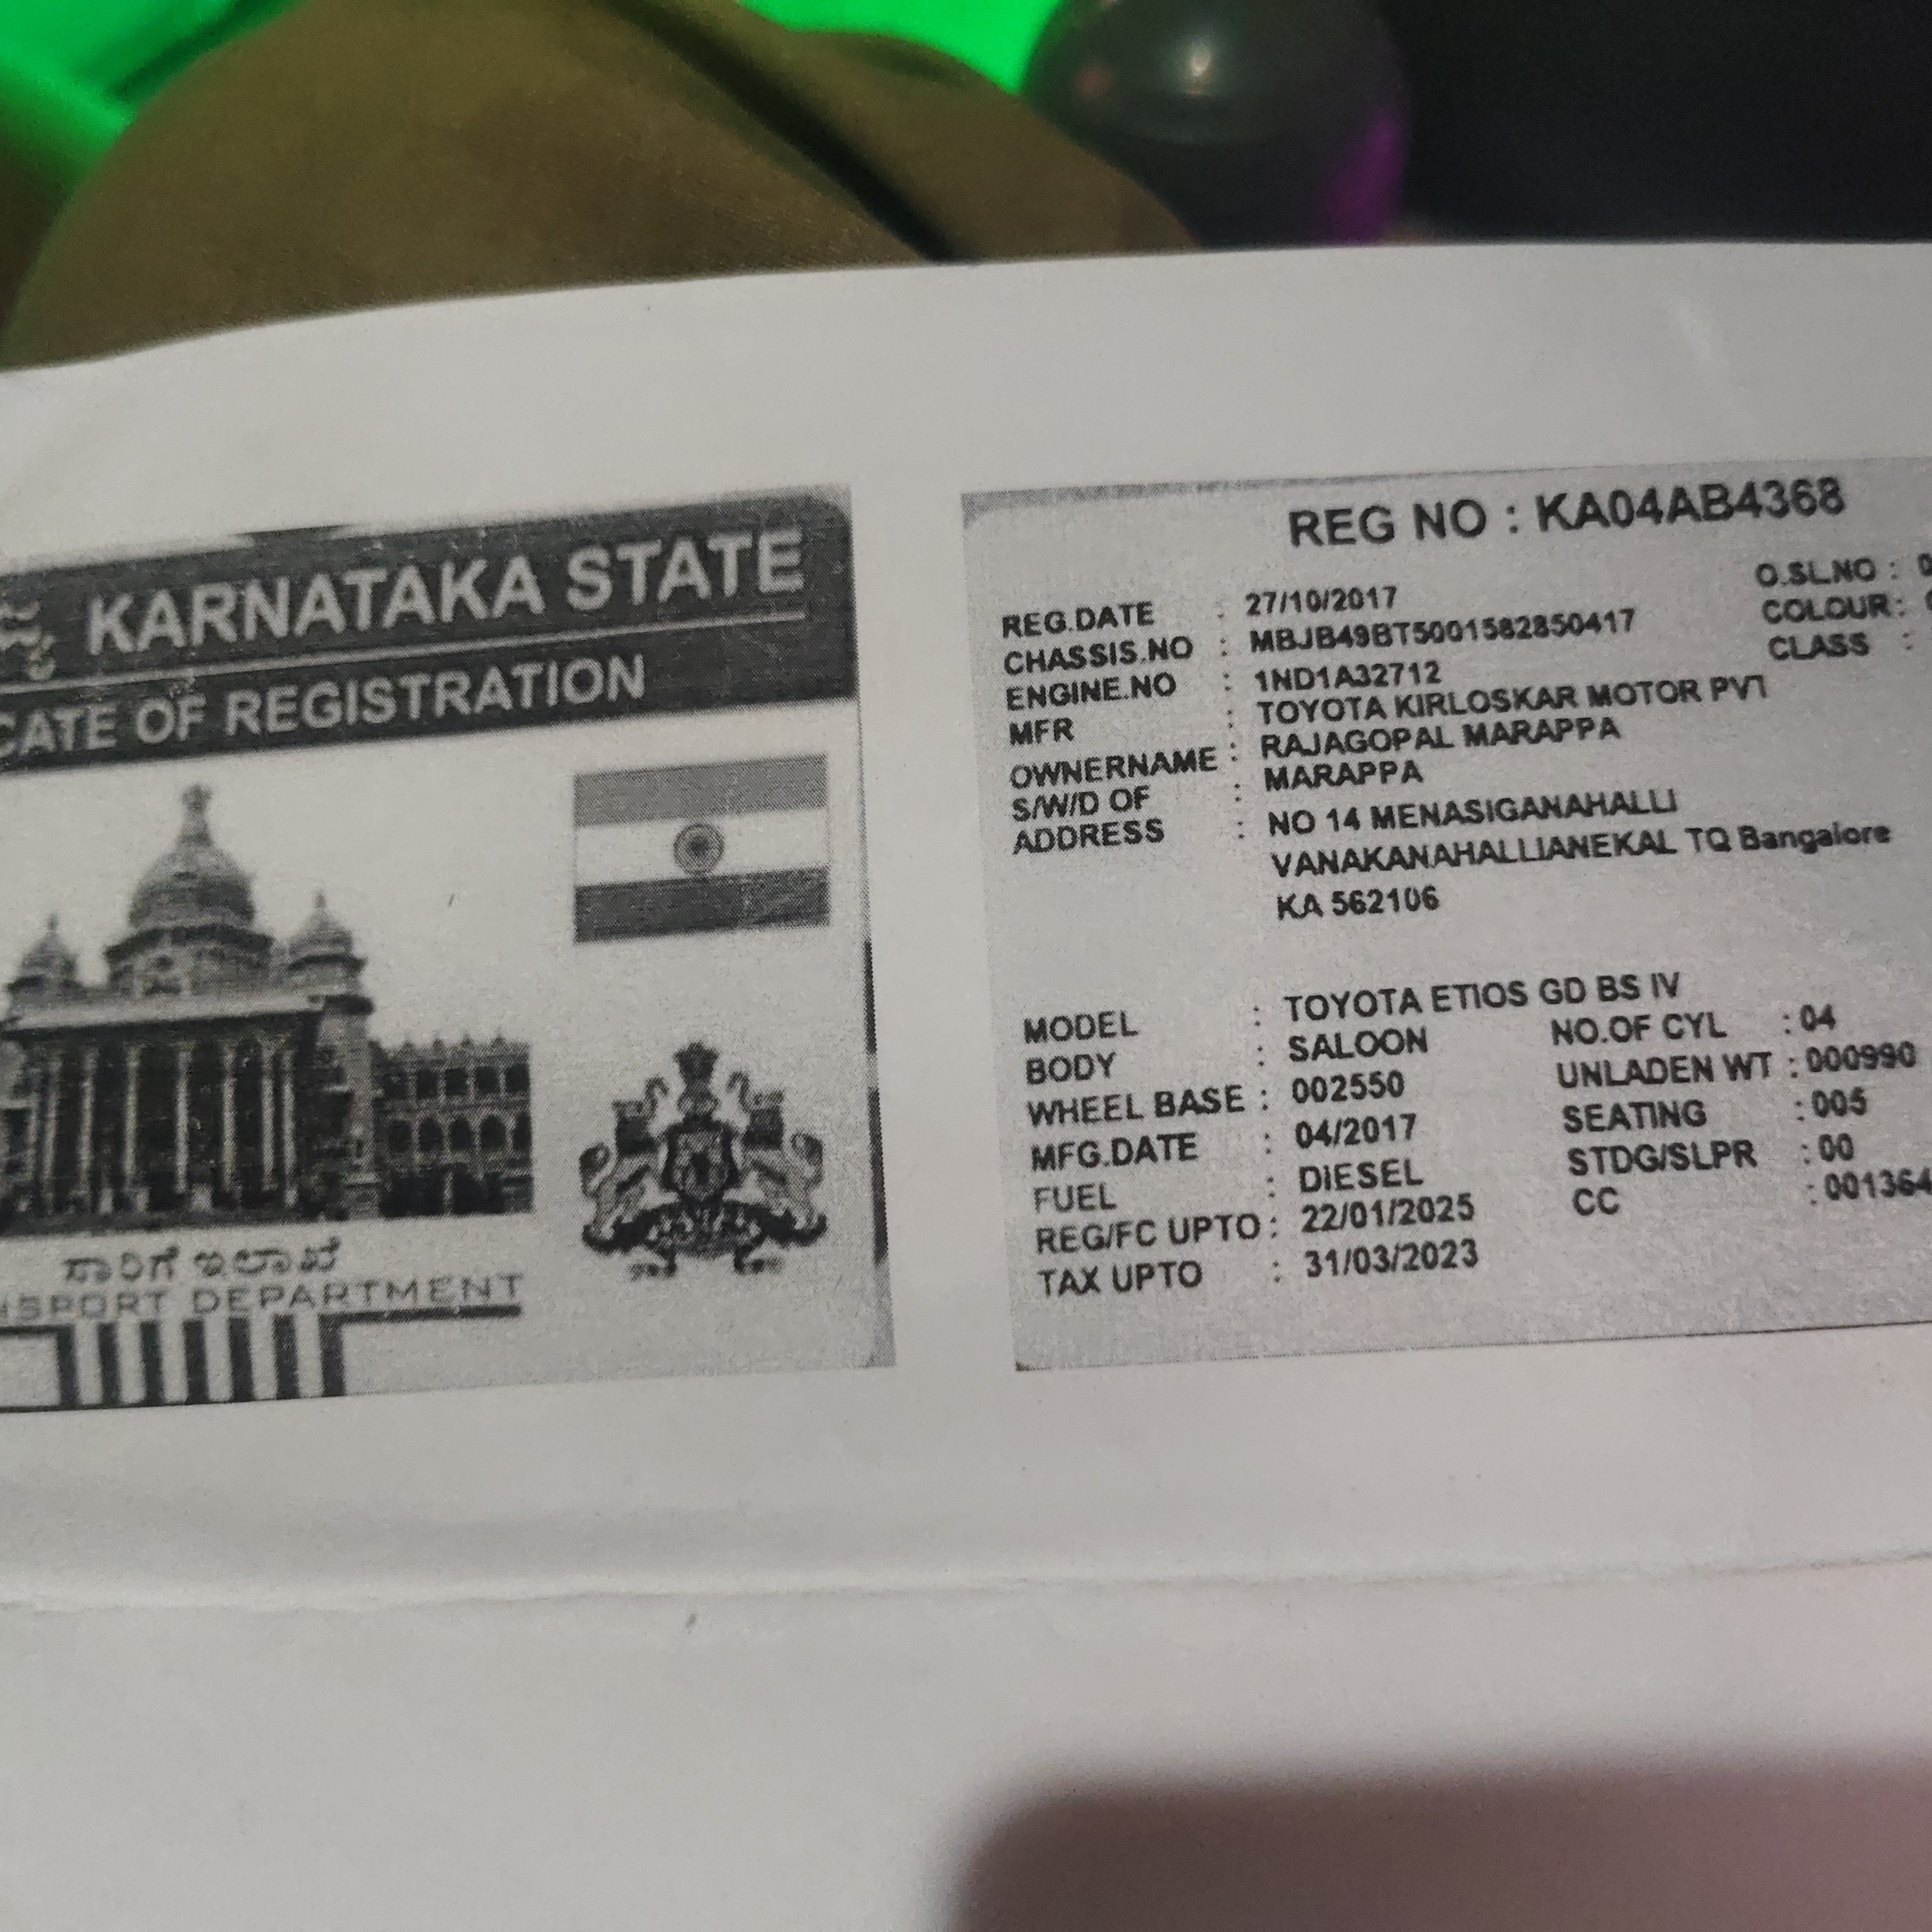 KARNATAKA STATE
CATE OF REGISTRATION
ಸಾರಿಗೆ ಇಲಾಖೆ
NSPORT DEPARTMENT
REG NO : KA04AB4368
REG.DATE : 27/10/2017 O.SL.NO :
CHASSIS.NO : MBJB49BT5001582850417 COLOUR :
ENGINE.NO : 1ND1A32712 CLASS :
MFR : TOYOTA KIRLOSKAR MOTOR PVT
OWNERNAME : RAJAGOPAL MARAPPA
S/W/D OF : MARAPPA
ADDRESS : NO 14 MENASIGANAHALLI
VANAKANAHALLIANEKAL TQ Bangalore
KA 562106
MODEL : TOYOTA ETIOS GD BS IV
BODY : SALOON NO.OF CYL : 04
WHEEL BASE : 002550 UNLADEN WT : 000990
MFG.DATE : 04/2017 SEATING : 005
FUEL : DIESEL STDG/SLPR : 00
REG/FC UPTO : 22/01/2025 CC : 001364
TAX UPTO : 31/03/2023